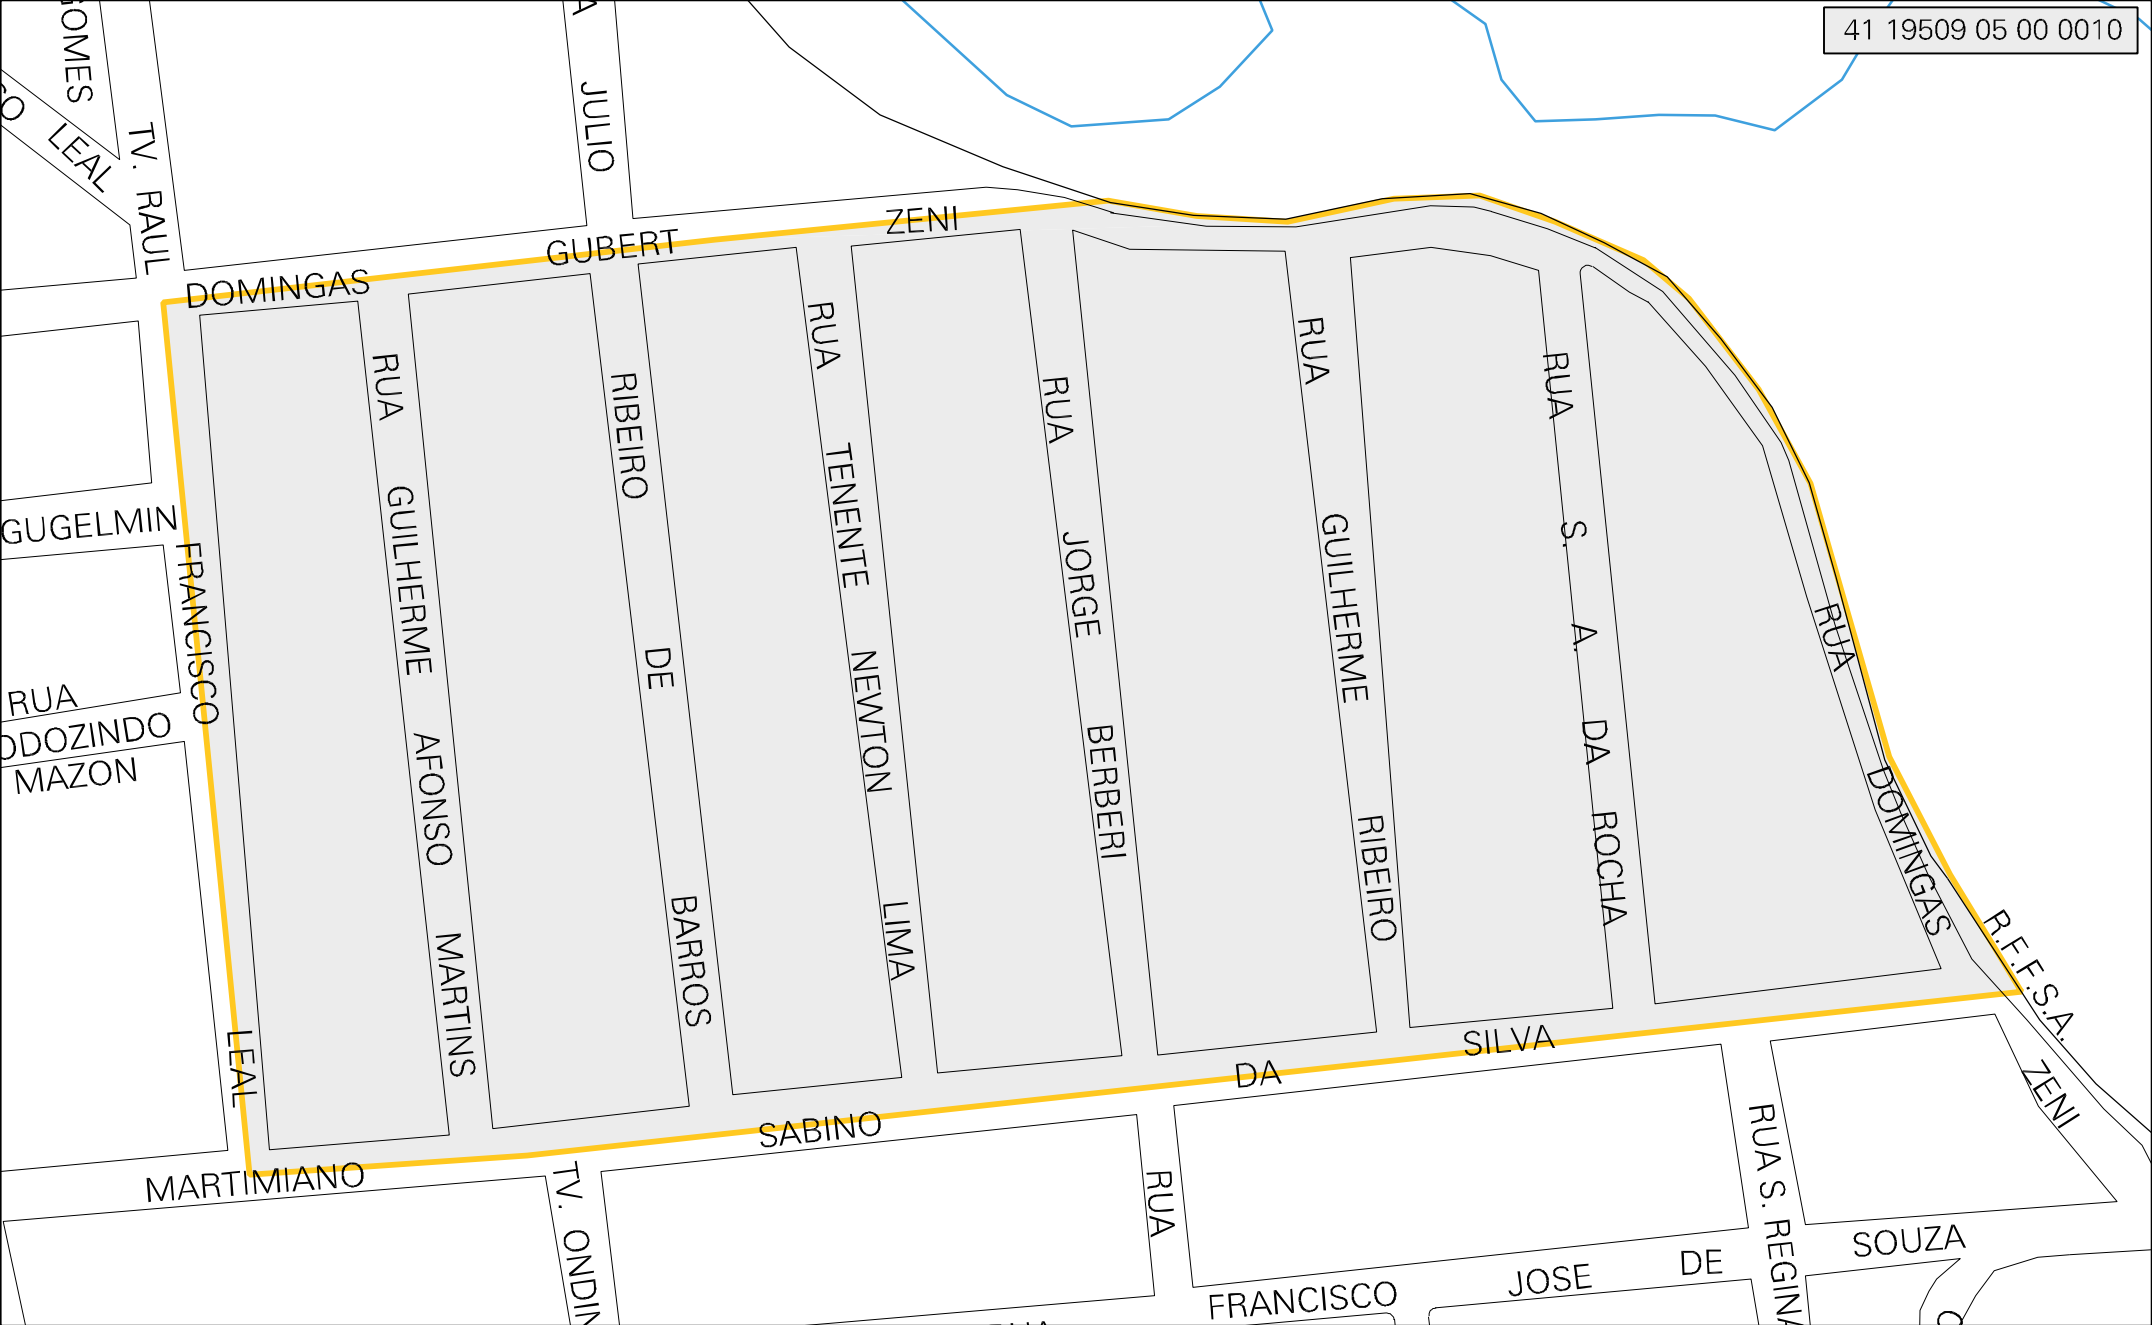 41 19509 05 00 0010
GOMES
LEAL
TV. RAUL
JULIO
DOMINGAS GUBERT ZENI
GUGELMIN
RUA
ODOZINDO
MAZON
FRANCISCO LEAL
RUA GUILHERME AFONSO MARTINS
RIBEIRO DE BARROS
RUA TENENTE NEWTON LIMA
RUA JORGE BERBERI
RUA GUILHERME RIBEIRO
RUA S. A. DA ROCHA
RUA DOMINGAS ZENI
R.F.F.S.A.
MARTIMIANO SABINO DA SILVA
TV. ONDIN
RUA
RUA S. REGINA
FRANCISCO JOSE DE SOUZA